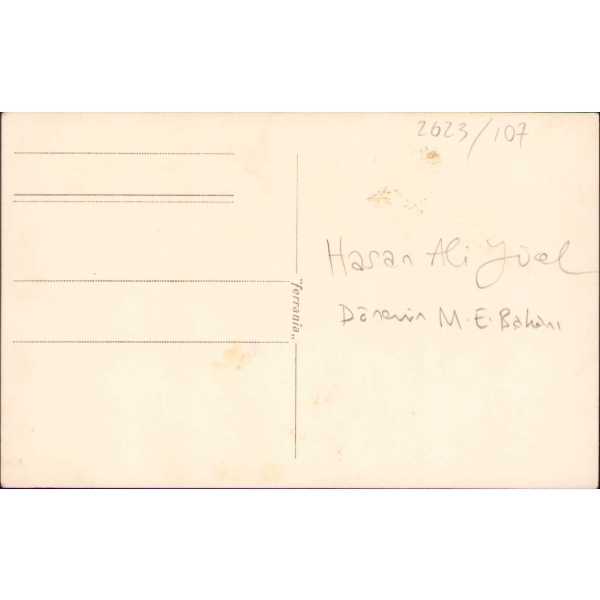 2623/107
Hasan Ali Yücel
Dönemin M.E. Bakanı
"ferrania„